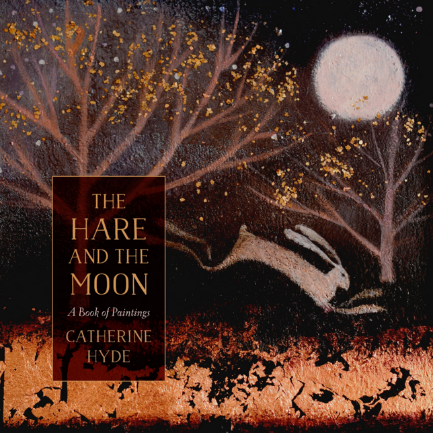 THE
HARE
AND THE
MOON
A Book of Paintings
CATHERINE
HYDE